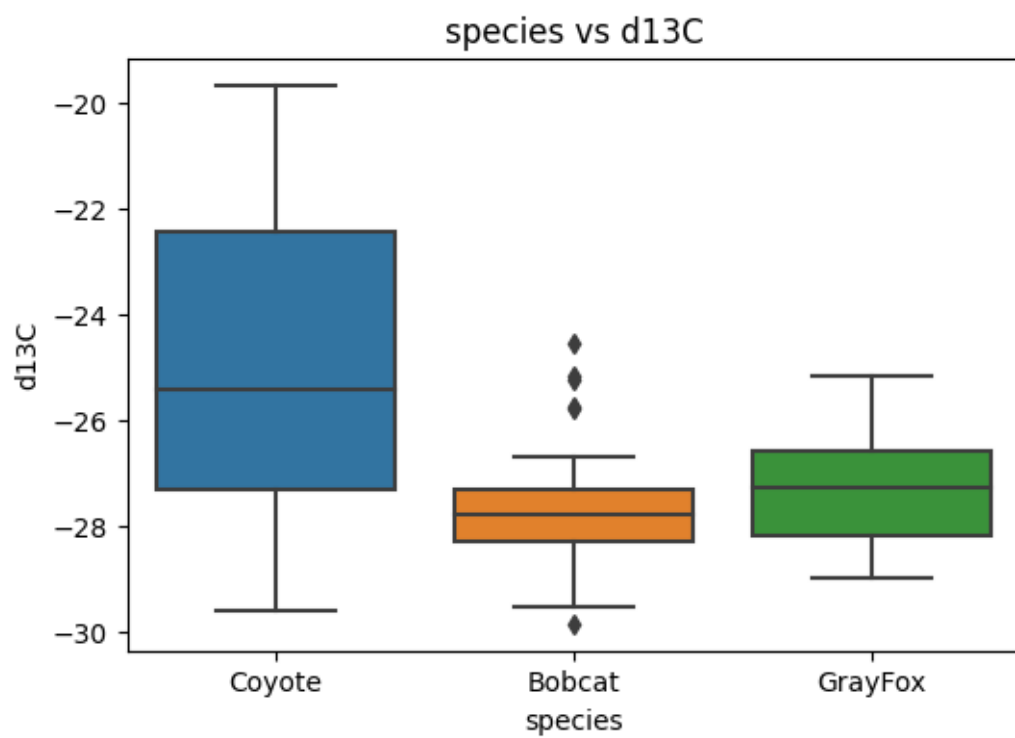 species vs d13C
−20
−22
−24
−26
−28
−30
d13C
Coyote Bobcat GrayFox
species